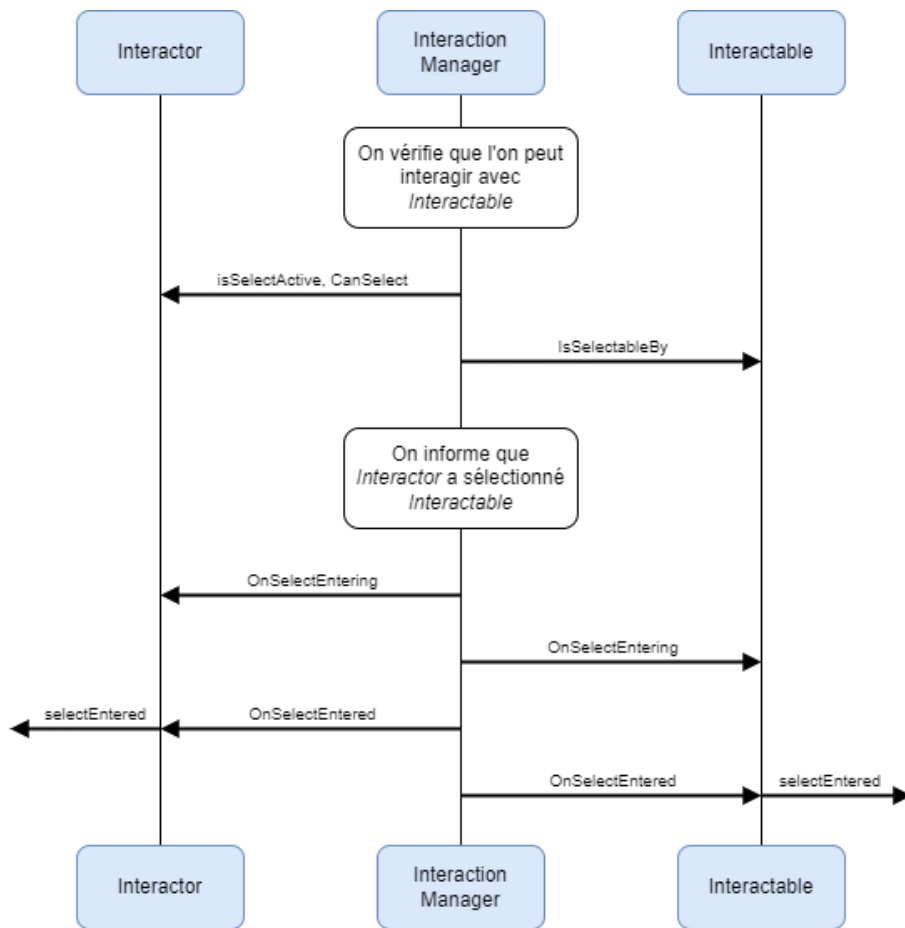 Interactor
Interaction
Manager
Interactable
On vérifie que l'on peut
interagir avec
Interactable
isSelectActive, CanSelect
IsSelectableBy
On informe que
Interactor a sélectionné
Interactable
OnSelectEntering
OnSelectEntering
selectEntered
OnSelectEntered
OnSelectEntered
selectEntered
Interactor
Interaction
Manager
Interactable